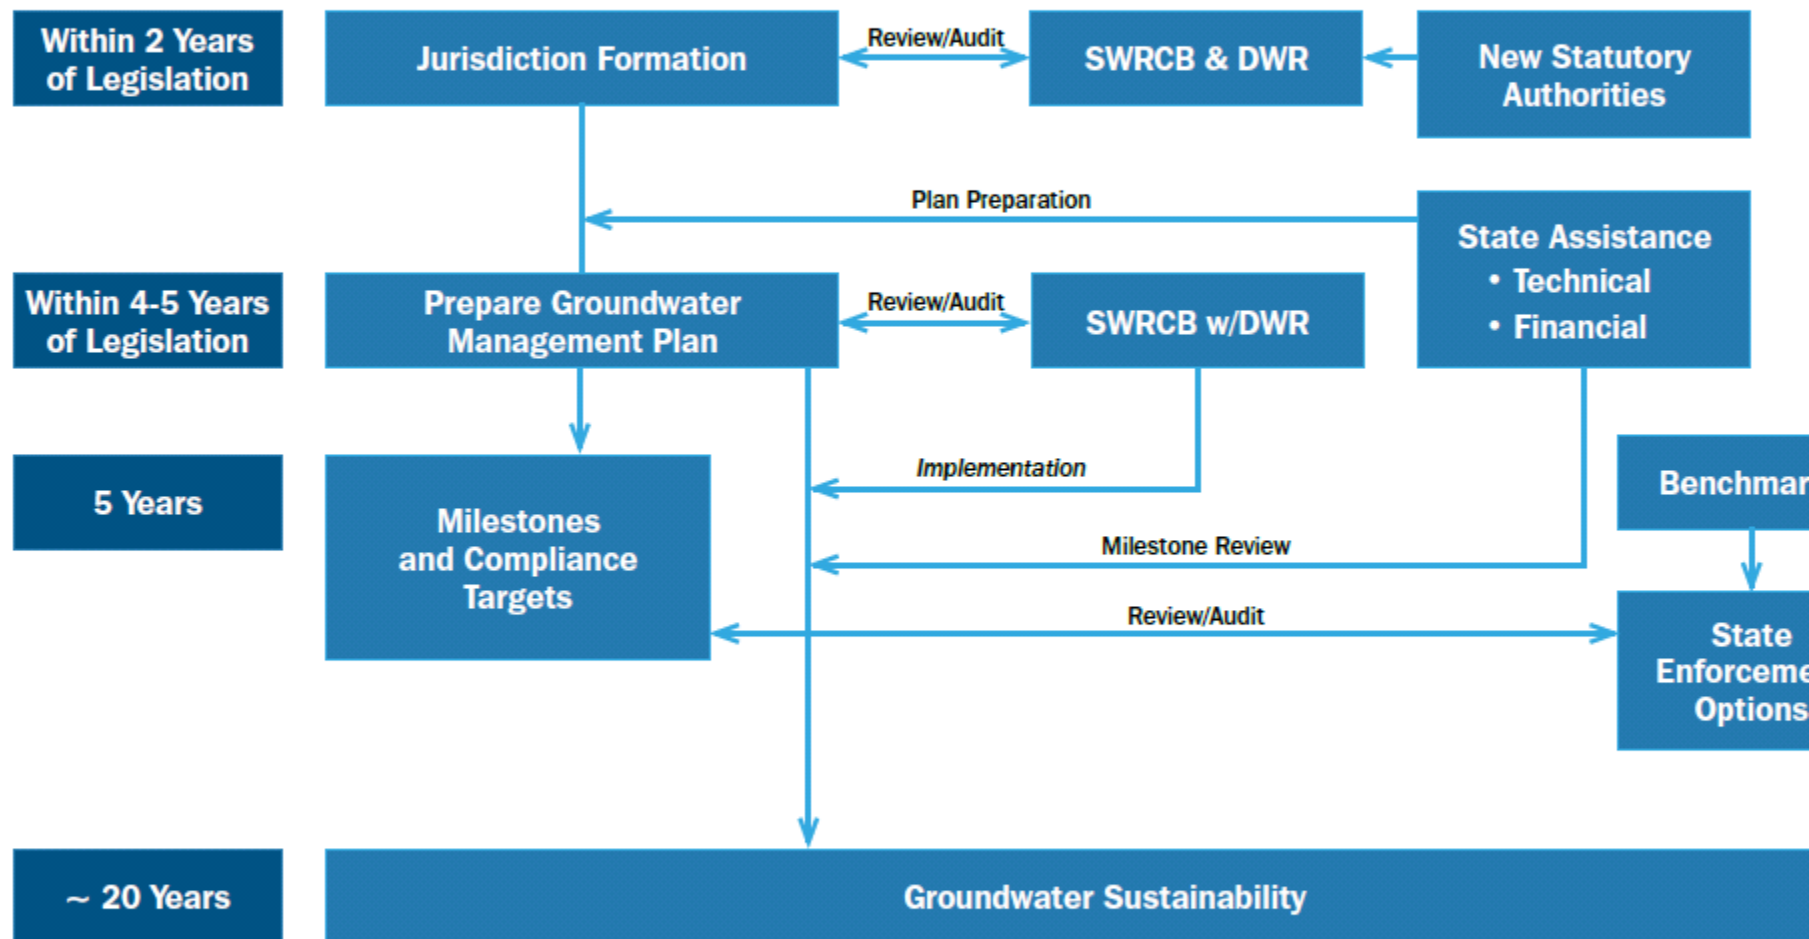 Within 2 Years
of Legislation
Jurisdiction Formation
Review/Audit
SWRCB & DWR
New Statutory
Authorities
Plan Preparation
State Assistance
• Technical
• Financial
Within 4-5 Years
of Legislation
Prepare Groundwater
Management Plan
Review/Audit
SWRCB w/DWR
5 Years
Milestones
and Compliance
Targets
Implementation
Milestone Review
Review/Audit
State
Options
~ 20 Years
Groundwater Sustainability